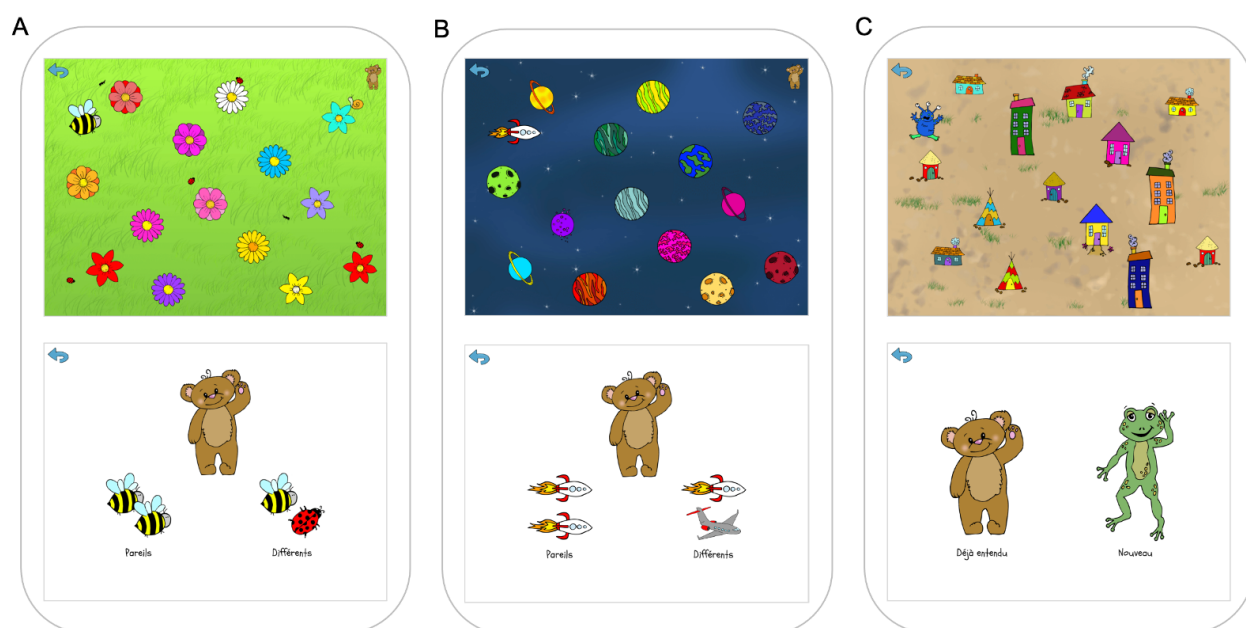 A
B
C
Pareils
Différents
Pareils
Différents
Déjà entendu
Nouveau